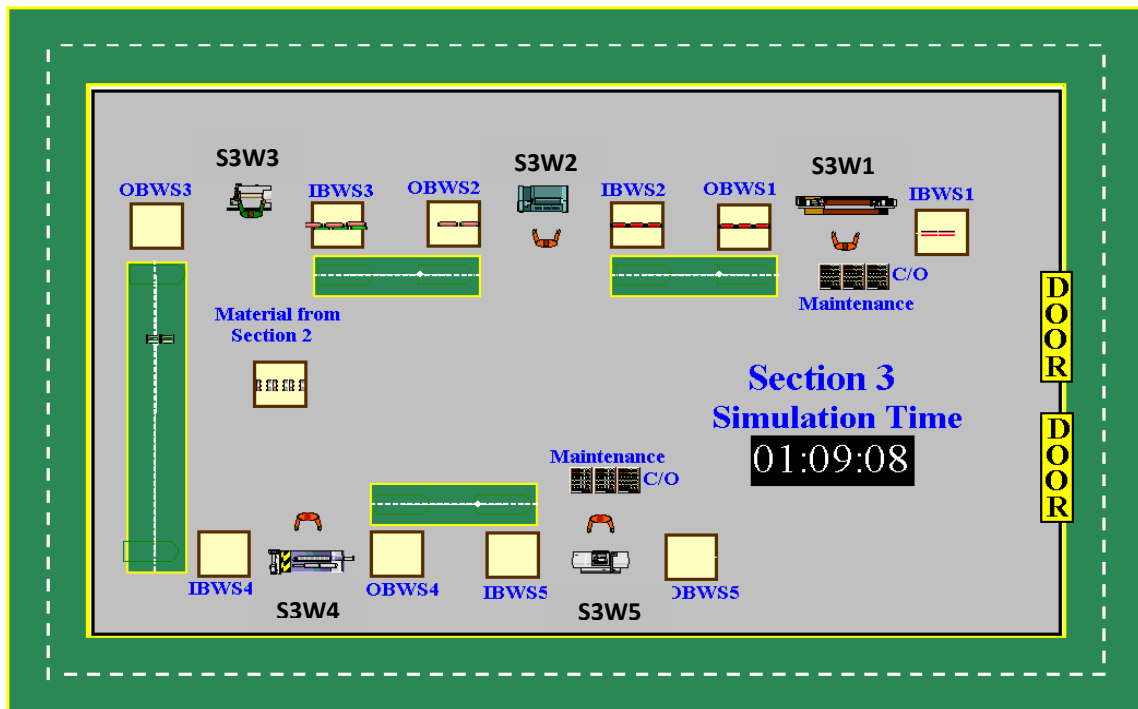 S3W3
S3W2
S3W1
OBWS3
IBWS3
OBWS2
IBWS2
OBWS1
IBWS1
C/O
Maintenance
Material from
Section 2
DOOR
Section 3
Simulation Time
01:09:08
DOOR
Maintenance
C/O
IBWS4
OBWS4
IBWS5
OBWS5
S3W4
S3W5